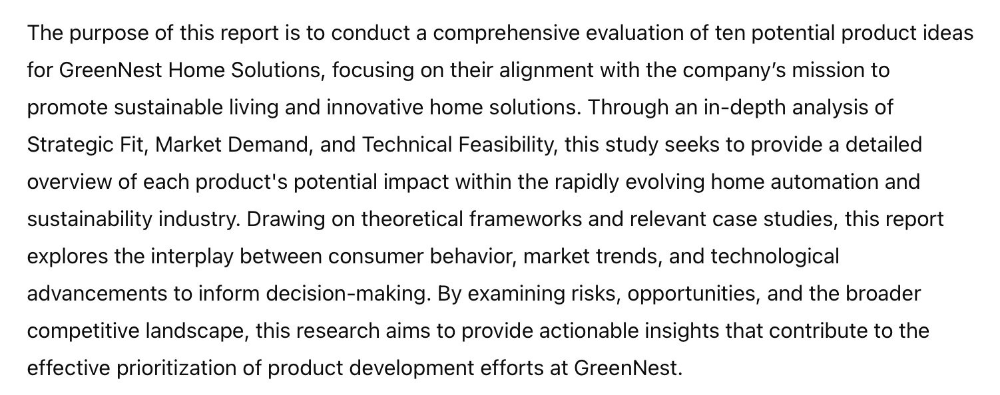 The purpose of this report is to conduct a comprehensive evaluation of ten potential product ideas
for GreenNest Home Solutions, focusing on their alignment with the company’s mission to
promote sustainable living and innovative home solutions. Through an in-depth analysis of
Strategic Fit, Market Demand, and Technical Feasibility, this study seeks to provide a detailed
overview of each product's potential impact within the rapidly evolving home automation and
sustainability industry. Drawing on theoretical frameworks and relevant case studies, this report
explores the interplay between consumer behavior, market trends, and technological
advancements to inform decision-making. By examining risks, opportunities, and the broader
competitive landscape, this research aims to provide actionable insights that contribute to the
effective prioritization of product development efforts at GreenNest.